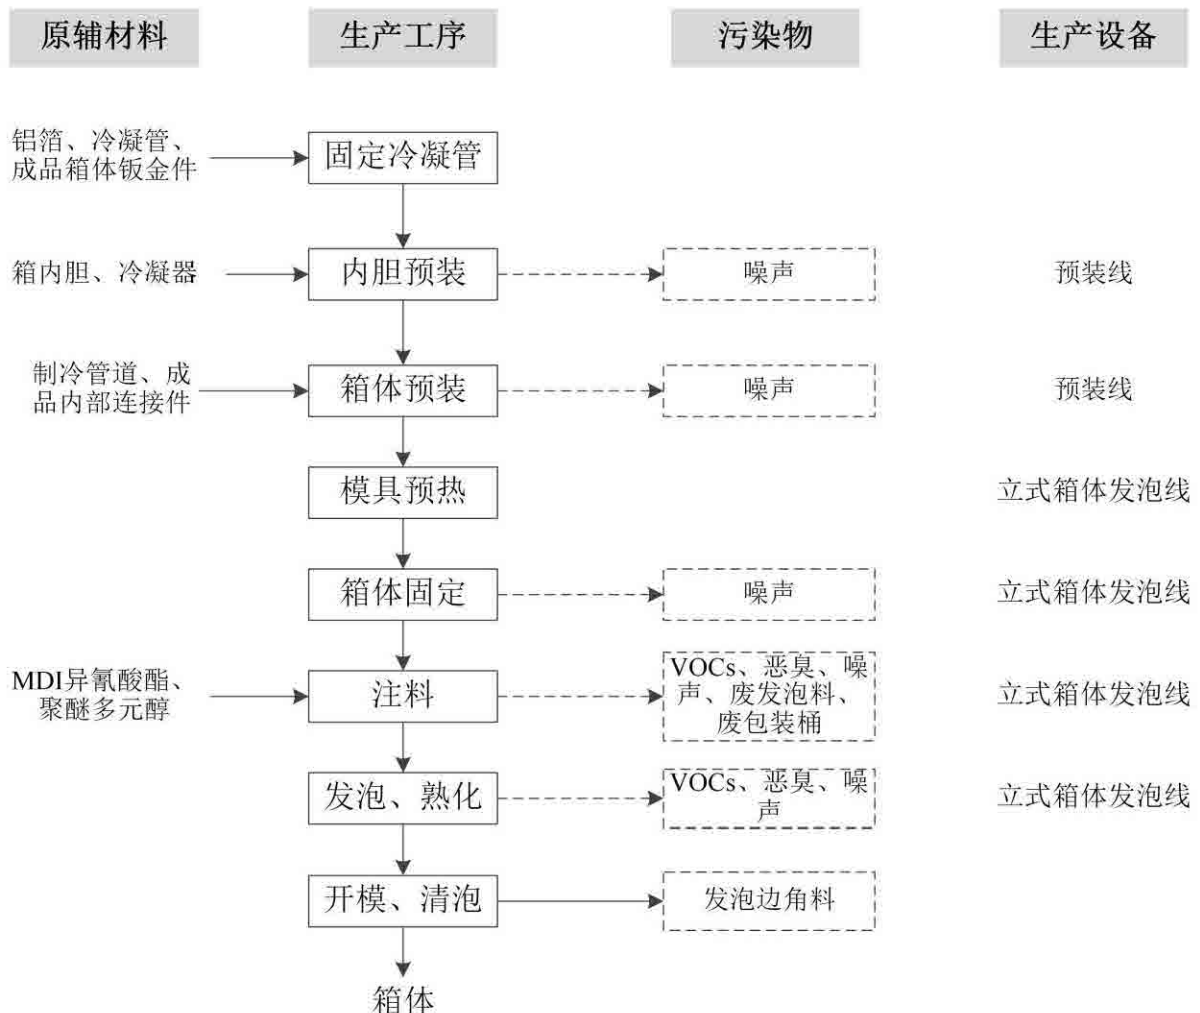 原辅材料 生产工序 污染物 生产设备
铝箔、冷凝管、
成品箱体钣金件
固定冷凝管
箱内胆、冷凝器 内胆预装 噪声 预装线
制冷管道、成
品内部连接件
箱体预装 噪声 预装线
模具预热 立式箱体发泡线
箱体固定 噪声 立式箱体发泡线
MDI异氰酸酯、
聚醚多元醇
注料
VOCs、恶臭、噪
声、废发泡料、
废包装桶
立式箱体发泡线
发泡、熟化
VOCs、恶臭、噪
声
立式箱体发泡线
开模、清泡 发泡边角料
箱体